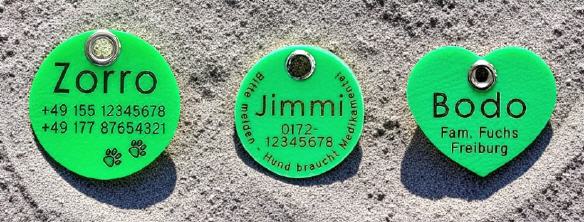 Zorro
+49 155 12345678
+49 177 87654321
Bitte melden - Hund braucht Medikamente!
Jimmi
0172-
12345678
Bodo
Fam. Fuchs
Freiburg